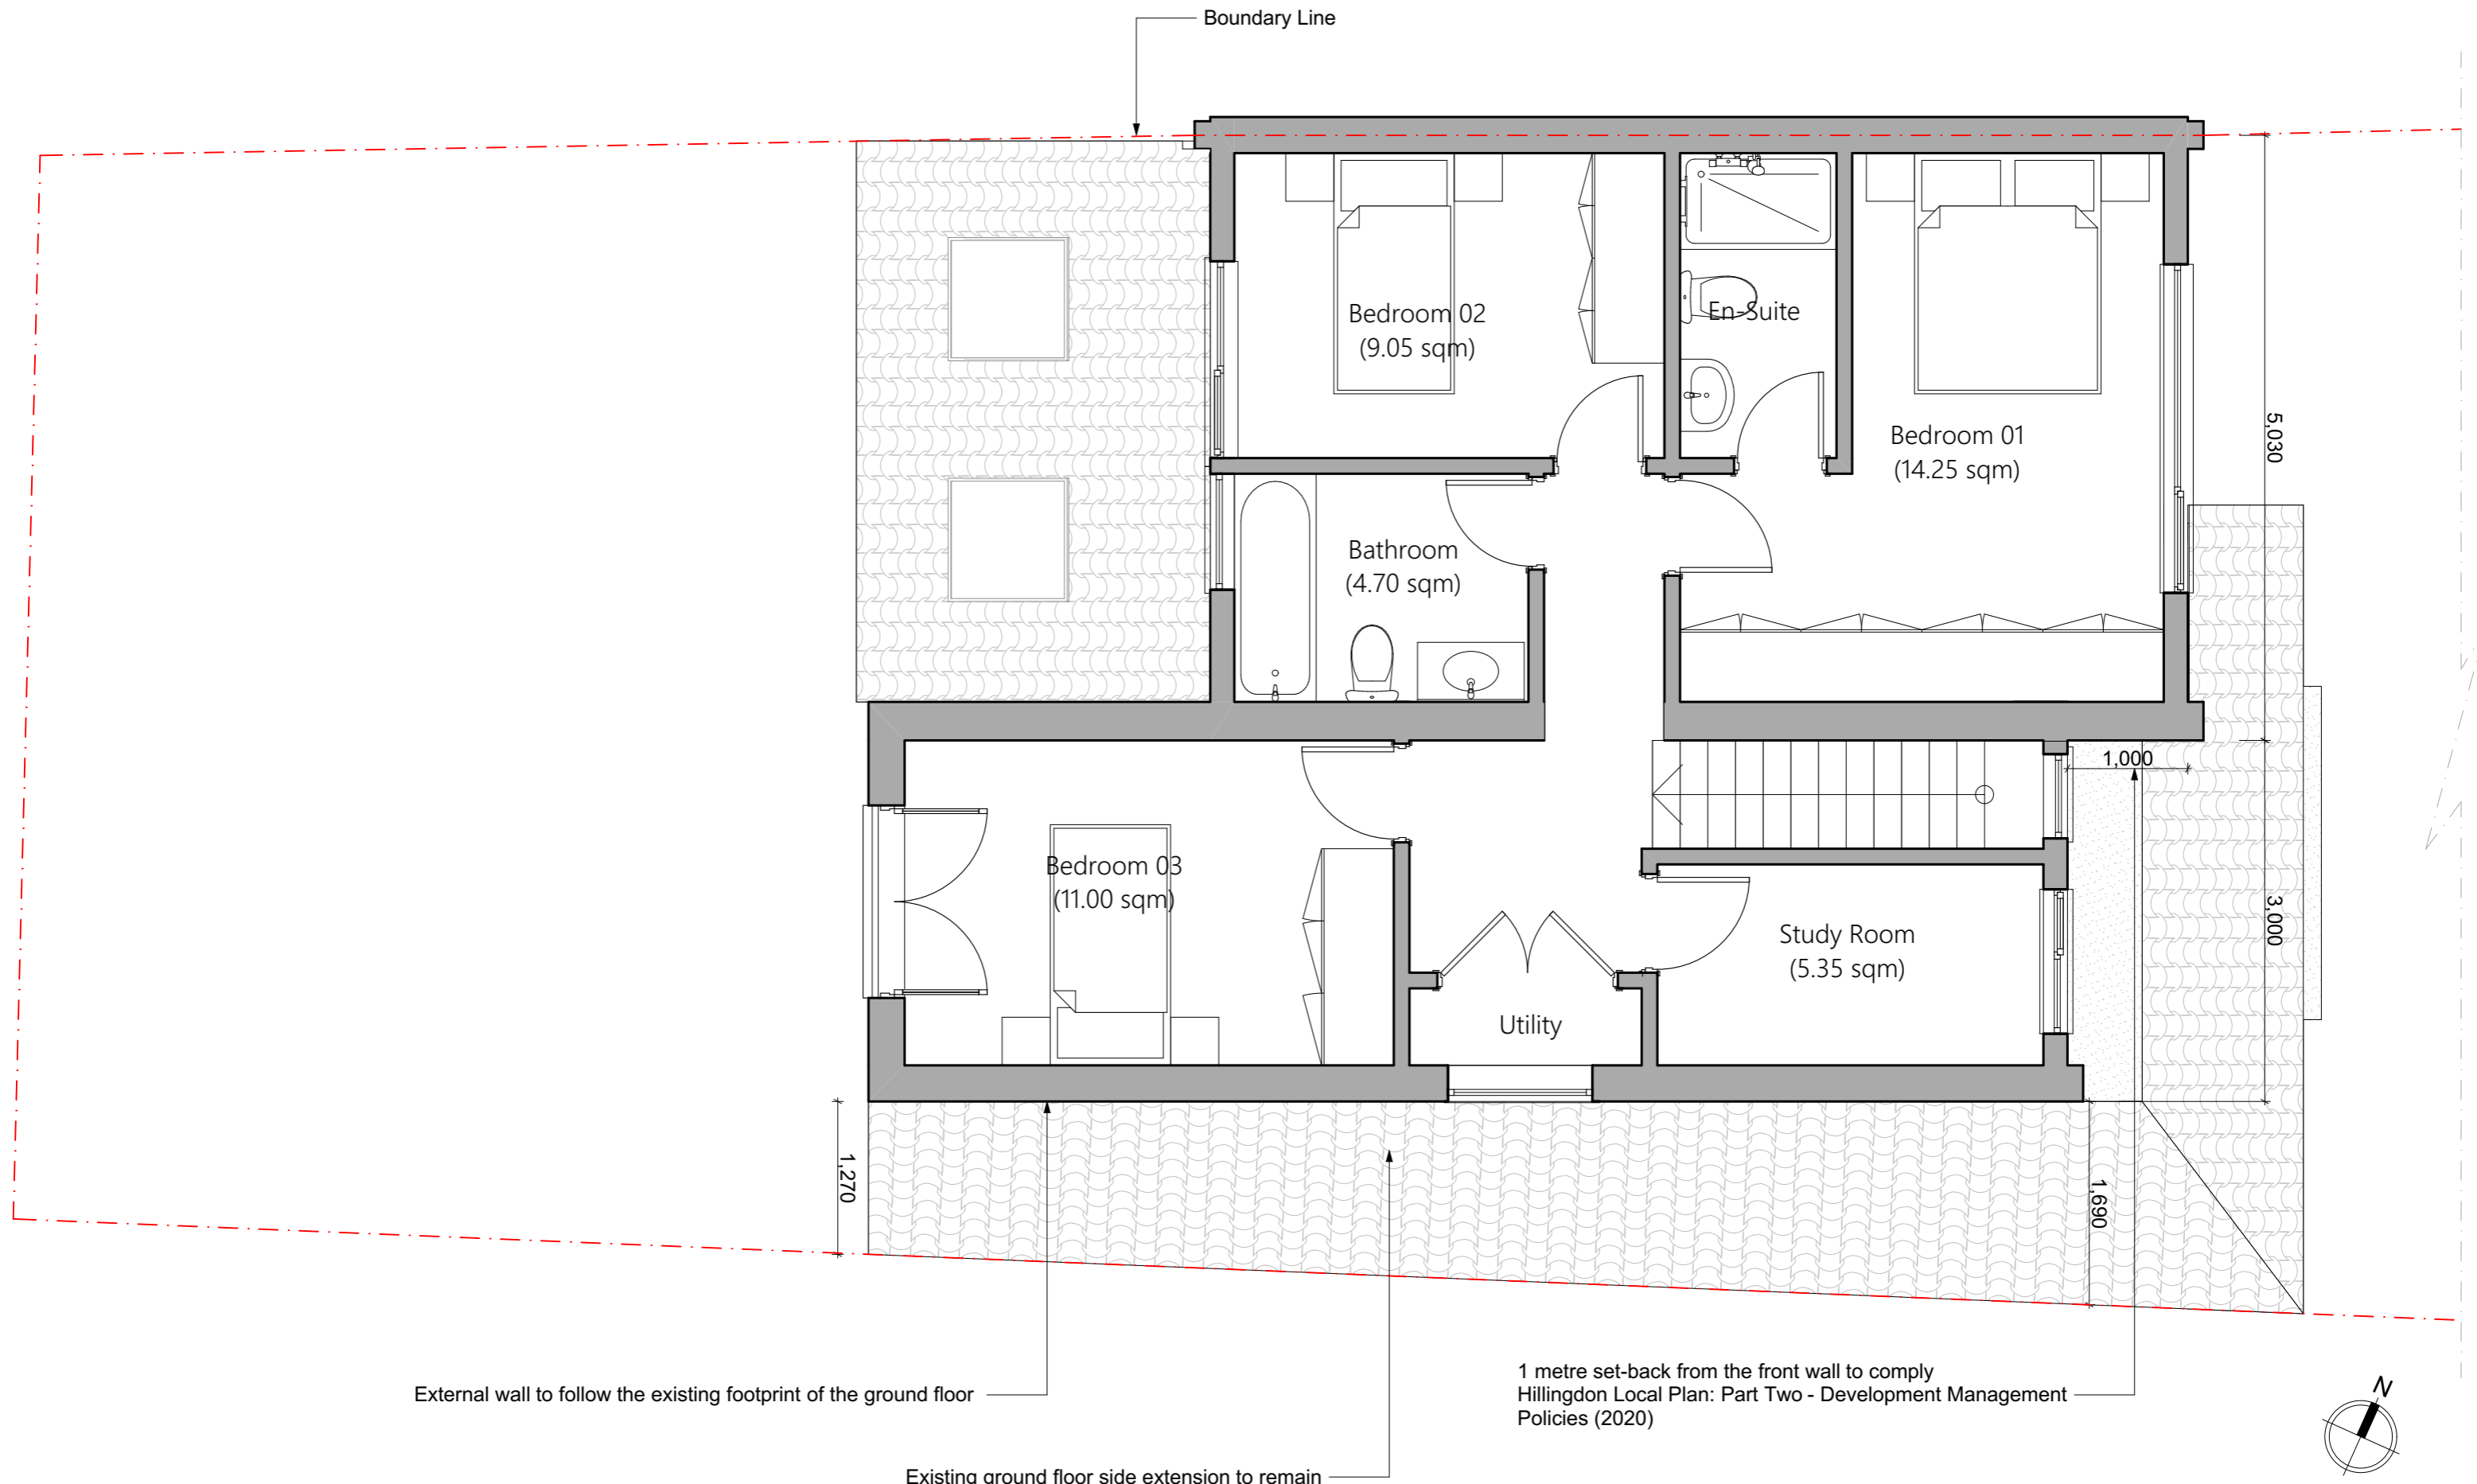 Boundary Line
Bedroom 02
(9.05 sqm)
En-Suite
Bedroom 01
(14.25 sqm)
5,030
Bathroom
(4.70 sqm)
1,000
Bedroom 03
(11.00 sqm)
Study Room
(5.35 sqm)
3,000
Utility
1,270
1,690
External wall to follow the existing footprint of the ground floor
1 metre set-back from the front wall to comply
Hillingdon Local Plan: Part Two - Development Management
Policies (2020)
N
Existing ground floor side extension to remain